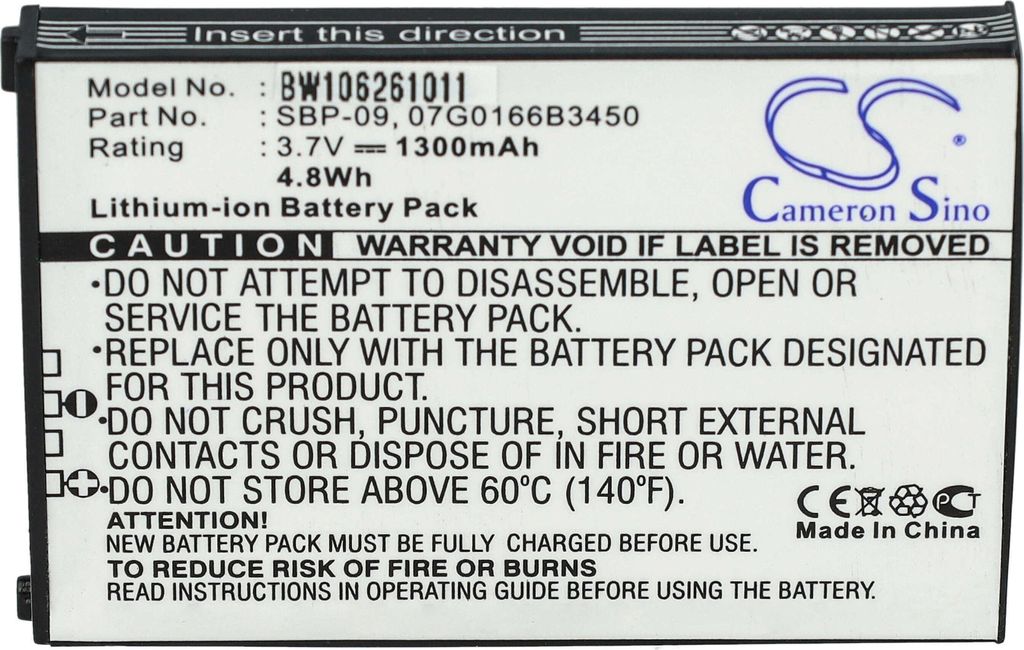 Insert this direction
Model No. : BW106261011
Part No. : SBP-09, 07G0166B3450
Rating : 3.7V 1300mAh
4.8Wh
Lithium-ion Battery Pack
CS ®
Cameron Sino
CAUTION WARRANTY VOID IF LABEL IS REMOVED
•DO NOT ATTEMPT TO DISASSEMBLE, OPEN OR
SERVICE THE BATTERY PACK.
•REPLACE ONLY WITH THE BATTERY PACK DESIGNATED
FOR THIS PRODUCT.
•DO NOT CRUSH, PUNCTURE, SHORT EXTERNAL
CONTACTS OR DISPOSE OF IN FIRE OR WATER.
•DO NOT STORE ABOVE 60ºC (140ºF).
CE PCT
Made In China
ATTENTION!
NEW BATTERY PACK MUST BE FULLY CHARGED BEFORE USE.
TO REDUCE RISK OF FIRE OR BURNS
READ INSTRUCTIONS IN OPERATING GUIDE BEFORE USING THE BATTERY.